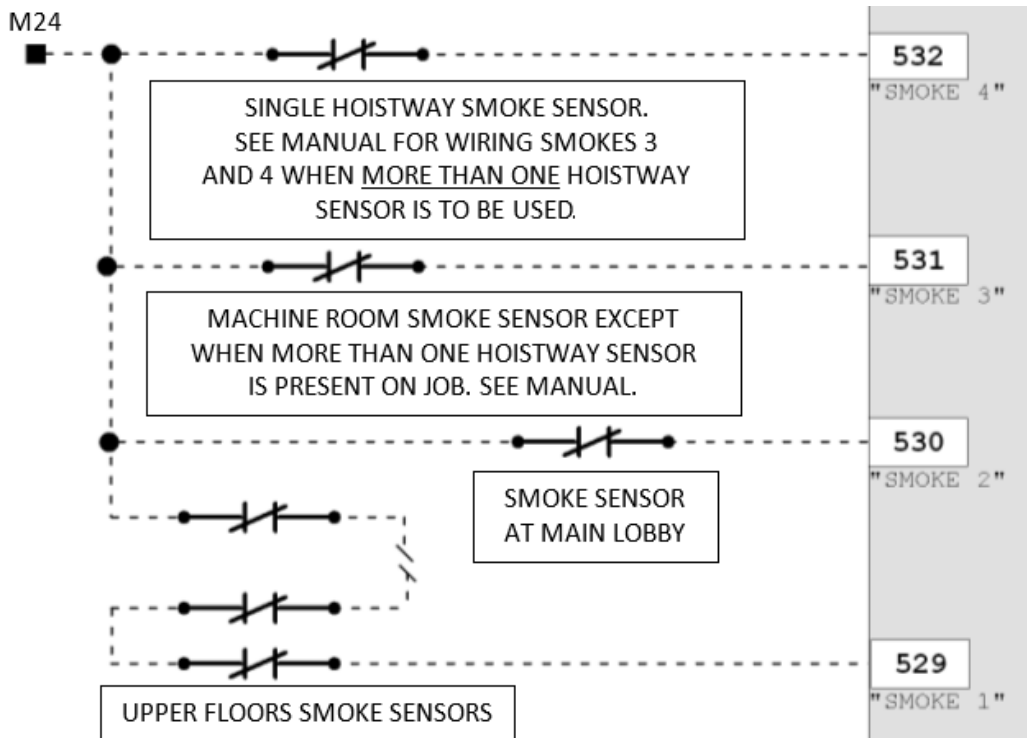 M24
532
"SMOKE 4"
SINGLE HOISTWAY SMOKE SENSOR.
SEE MANUAL FOR WIRING SMOKES 3
AND 4 WHEN MORE THAN ONE HOISTWAY
SENSOR IS TO BE USED.
531
"SMOKE 3"
MACHINE ROOM SMOKE SENSOR EXCEPT
WHEN MORE THAN ONE HOISTWAY SENSOR
IS PRESENT ON JOB. SEE MANUAL.
530
"SMOKE 2"
SMOKE SENSOR
AT MAIN LOBBY
529
"SMOKE 1"
UPPER FLOORS SMOKE SENSORS